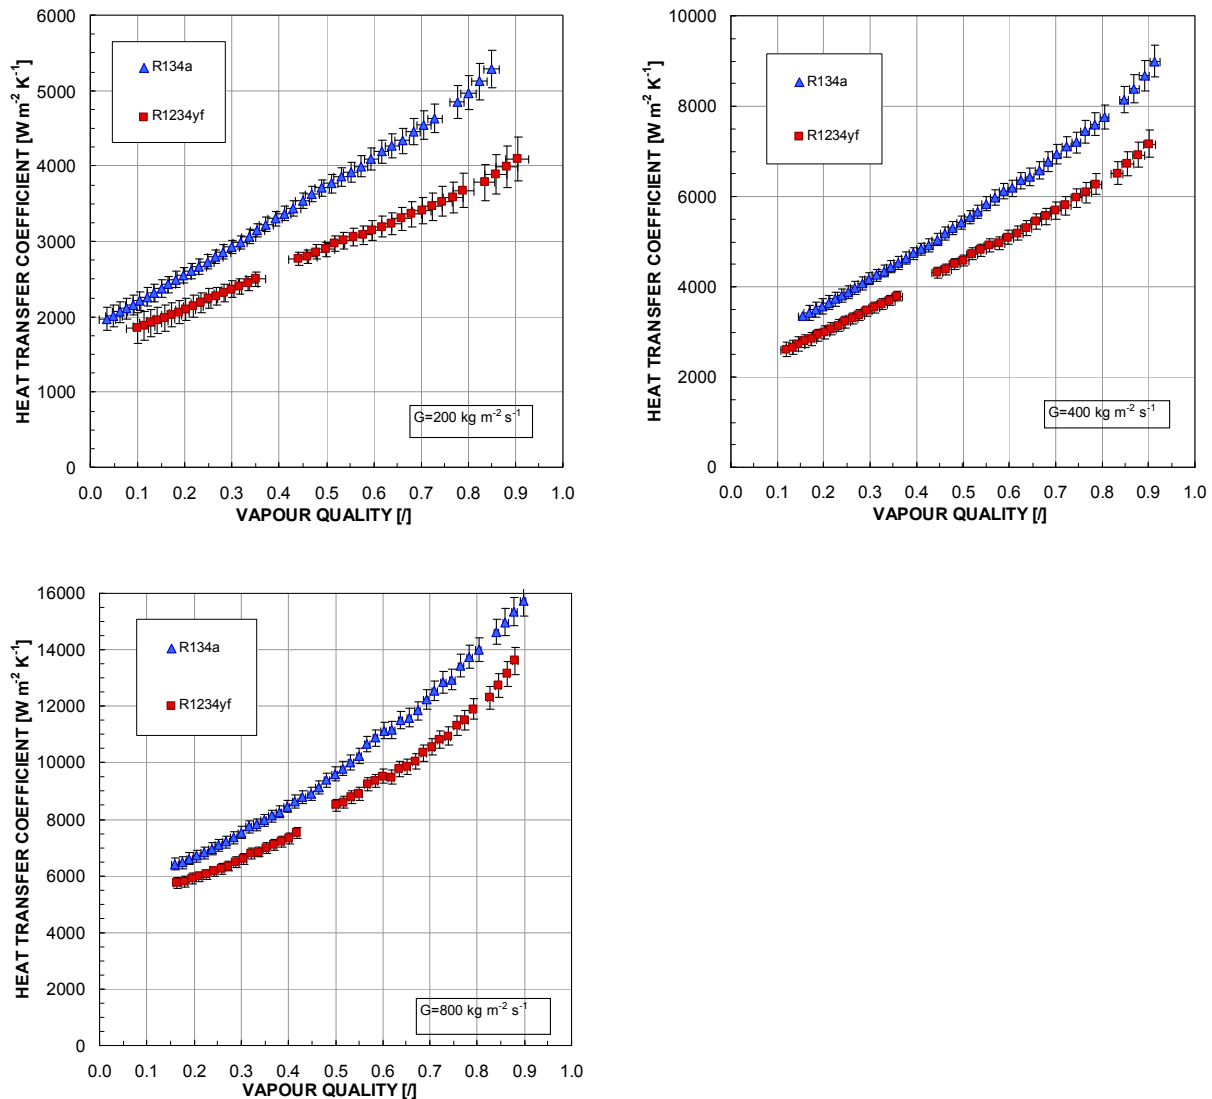 HEAT TRANSFER COEFFICIENT [W m⁻² K⁻¹]
6000
5000
4000
3000
2000
1000
0
R134a
R1234yf
G=200 kg m⁻² s⁻¹
0.0 0.1 0.2 0.3 0.4 0.5 0.6 0.7 0.8 0.9 1.0
VAPOUR QUALITY [/]
HEAT TRANSFER COEFFICIENT [W m⁻² K⁻¹]
10000
8000
6000
4000
2000
0
R134a
R1234yf
G=400 kg m⁻² s⁻¹
0.0 0.1 0.2 0.3 0.4 0.5 0.6 0.7 0.8 0.9 1.0
VAPOUR QUALITY [/]
HEAT TRANSFER COEFFICIENT [W m⁻² K⁻¹]
16000
14000
12000
10000
8000
6000
4000
2000
0
R134a
R1234yf
G=800 kg m⁻² s⁻¹
0.0 0.1 0.2 0.3 0.4 0.5 0.6 0.7 0.8 0.9 1.0
VAPOUR QUALITY [/]